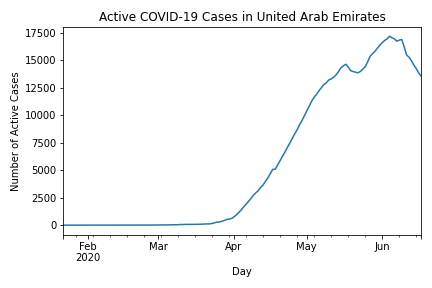 Active COVID-19 Cases in United Arab Emirates
Number of Active Cases
17500
15000
12500
10000
7500
5000
2500
0
Feb
2020
Mar
Apr
May
Jun
Day